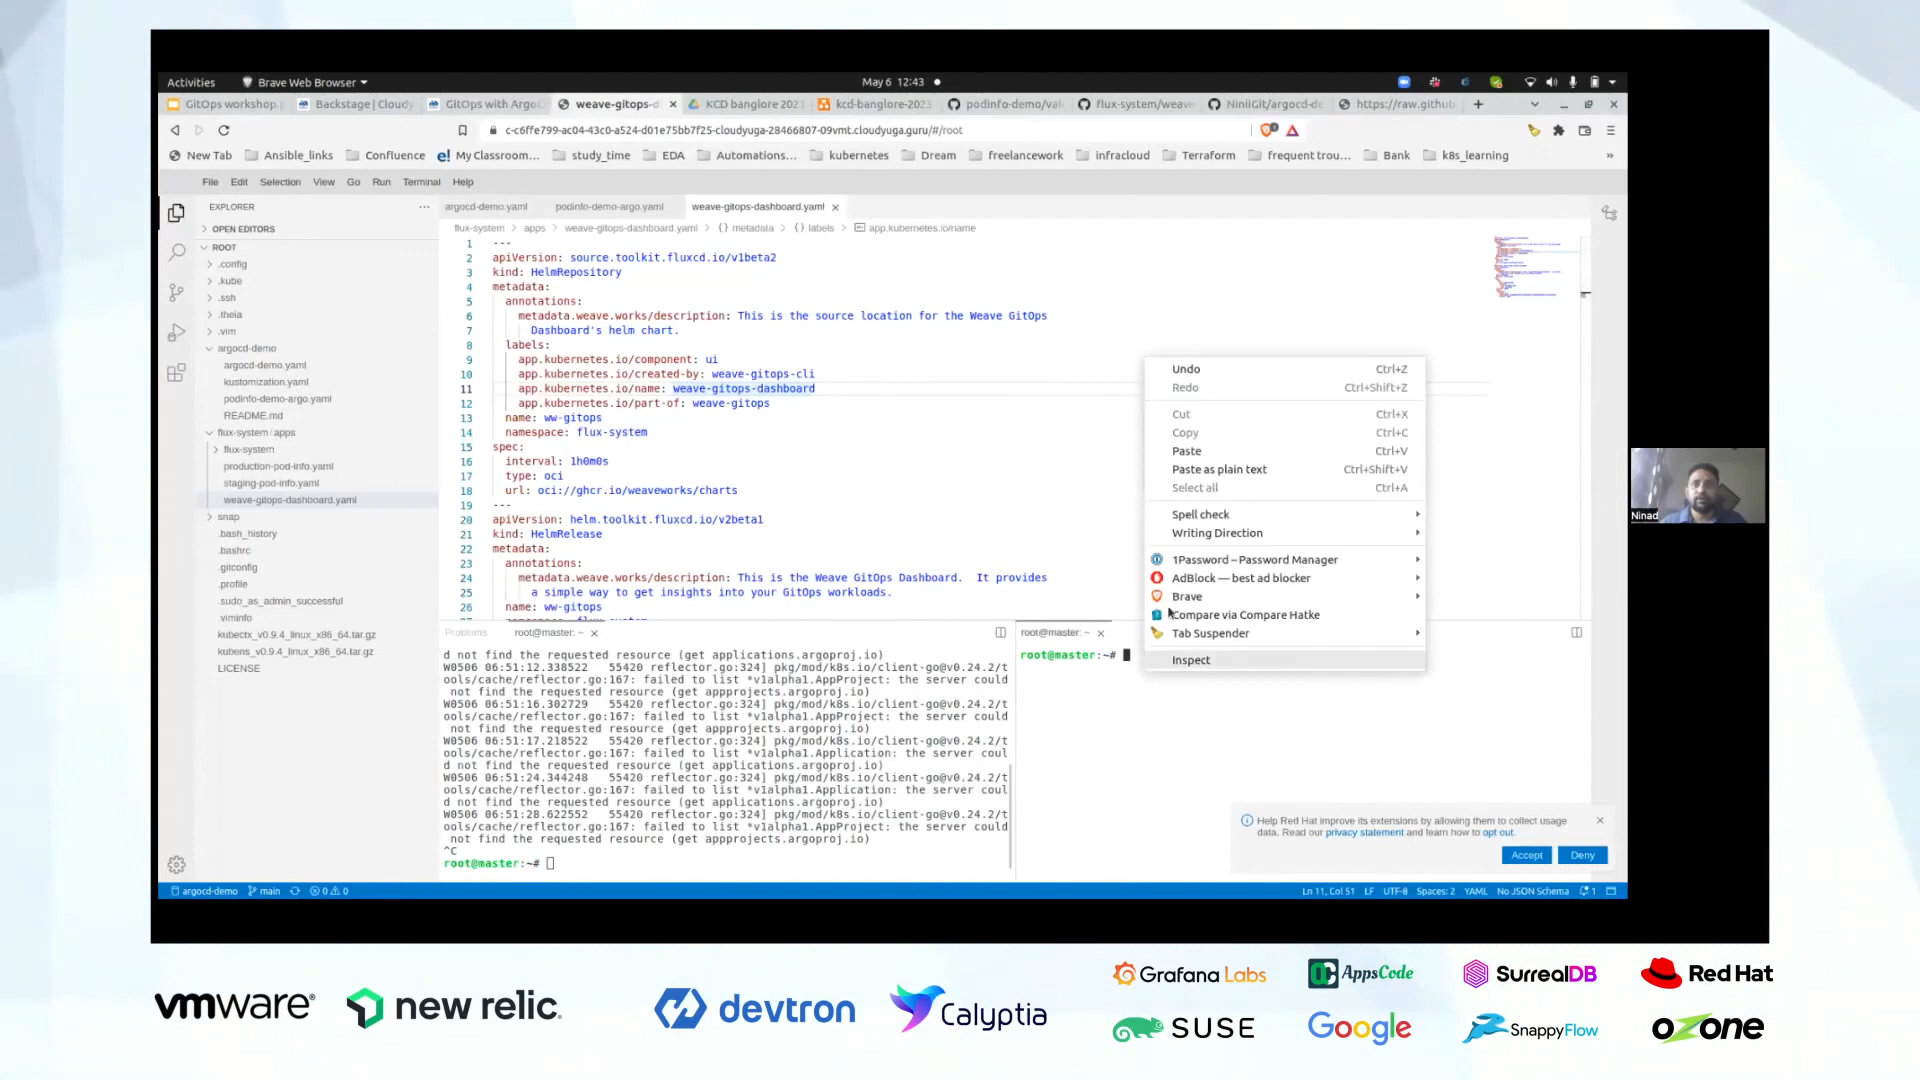 Activities
Brave Web Browser
May 6 12:43
GitOps workshop.p
Backstage | Cloudy
GitOps with ArgoC
weave-gitops-d
KCD banglore 2023
kcd-banglore-2023
podinfo-demo/val
flux-system/weave
NiniiGit/argocd-de
https://raw.github
c-c6ffe799-ac04-43c0-a524-d01e75bb7f25-cloudyuga-28466807-09vmt.cloudyuga.guru/#/root
New Tab
Ansible_links
Confluence
My Classroom...
study_time
EDA
Automations...
kubernetes
Dream
freelancework
infracloud
Terraform
frequent trou...
Bank
k8s_learning
File Edit Selection View Go Run Terminal Help
EXPLORER
OPEN EDITORS
ROOT
.config
.kube
.ssh
.theia
.vim
argocd-demo
argocd-demo.yaml
kustomization.yaml
podinfo-demo-argo.yaml
README.md
flux-system/apps
flux-system
production-pod-info.yaml
staging-pod-info.yaml
weave-gitops-dashboard.yaml
snap
.bash_history
.bashrc
.gitconfig
.profile
.sudo_as_admin_successful
.viminfo
kubectx_v0.9.4_linux_x86_64.tar.gz
kubens_v0.9.4_linux_x86_64.tar.gz
LICENSE
argocd-demo.yaml
podinfo-demo-argo.yaml
weave-gitops-dashboard.yaml
flux-system > apps > weave-gitops-dashboard.yaml > {} metadata > {} labels > app.kubernetes.io/name
1 ---
2 apiVersion: source.toolkit.fluxcd.io/v1beta2
3 kind: HelmRepository
4 metadata:
5 annotations:
6 metadata.weave.works/description: This is the source location for the Weave GitOps
7 Dashboard's helm chart.
8 labels:
9 app.kubernetes.io/component: ui
10 app.kubernetes.io/created-by: weave-gitops-cli
11 app.kubernetes.io/name: weave-gitops-dashboard
12 app.kubernetes.io/part-of: weave-gitops
13 name: ww-gitops
14 namespace: flux-system
15 spec:
16 interval: 1h0m0s
17 type: oci
18 url: oci://ghcr.io/weaveworks/charts
19 ---
20 apiVersion: helm.toolkit.fluxcd.io/v2beta1
21 kind: HelmRelease
22 metadata:
23 annotations:
24 metadata.weave.works/description: This is the Weave GitOps Dashboard. It provides
25 a simple way to get insights into your GitOps workloads.
26 name: ww-gitops
Undo Ctrl+Z
Redo Ctrl+Shift+Z
Cut Ctrl+X
Copy Ctrl+C
Paste Ctrl+V
Paste as plain text Ctrl+Shift+V
Select all Ctrl+A
Spell check
Writing Direction
1Password – Password Manager
AdBlock — best ad blocker
Brave
Compare via Compare Hatke
Tab Suspender
Inspect
Problems
root@master: ~
d not find the requested resource (get applications.argoproj.io)
W0506 06:51:12.338522 55420 reflector.go:324] pkg/mod/k8s.io/client-go@v0.24.2/t
ools/cache/reflector.go:167: failed to list *v1alpha1.AppProject: the server could
not find the requested resource (get appprojects.argoproj.io)
W0506 06:51:16.302729 55420 reflector.go:324] pkg/mod/k8s.io/client-go@v0.24.2/t
ools/cache/reflector.go:167: failed to list *v1alpha1.AppProject: the server could
not find the requested resource (get appprojects.argoproj.io)
W0506 06:51:17.218522 55420 reflector.go:324] pkg/mod/k8s.io/client-go@v0.24.2/t
ools/cache/reflector.go:167: failed to list *v1alpha1.Application: the server coul
d not find the requested resource (get applications.argoproj.io)
W0506 06:51:24.344248 55420 reflector.go:324] pkg/mod/k8s.io/client-go@v0.24.2/t
ools/cache/reflector.go:167: failed to list *v1alpha1.Application: the server coul
d not find the requested resource (get applications.argoproj.io)
W0506 06:51:28.622552 55420 reflector.go:324] pkg/mod/k8s.io/client-go@v0.24.2/t
ools/cache/reflector.go:167: failed to list *v1alpha1.AppProject: the server could
not find the requested resource (get appprojects.argoproj.io)
^C
root@master:~#
root@master: ~
root@master:~#
Help Red Hat improve its extensions by allowing them to collect usage
data. Read our privacy statement and learn how to opt out.
Accept
Deny
argocd-demo
main
0 0
Ln 11, Col 51
LF
UTF-8
Spaces: 2
YAML
No JSON Schema
1
Ninad
vmware
new relic.
devtron
Calyptia
Grafana Labs
AppsCode
SurrealDB
Red Hat
SUSE
Google
SnappyFlow
ozone